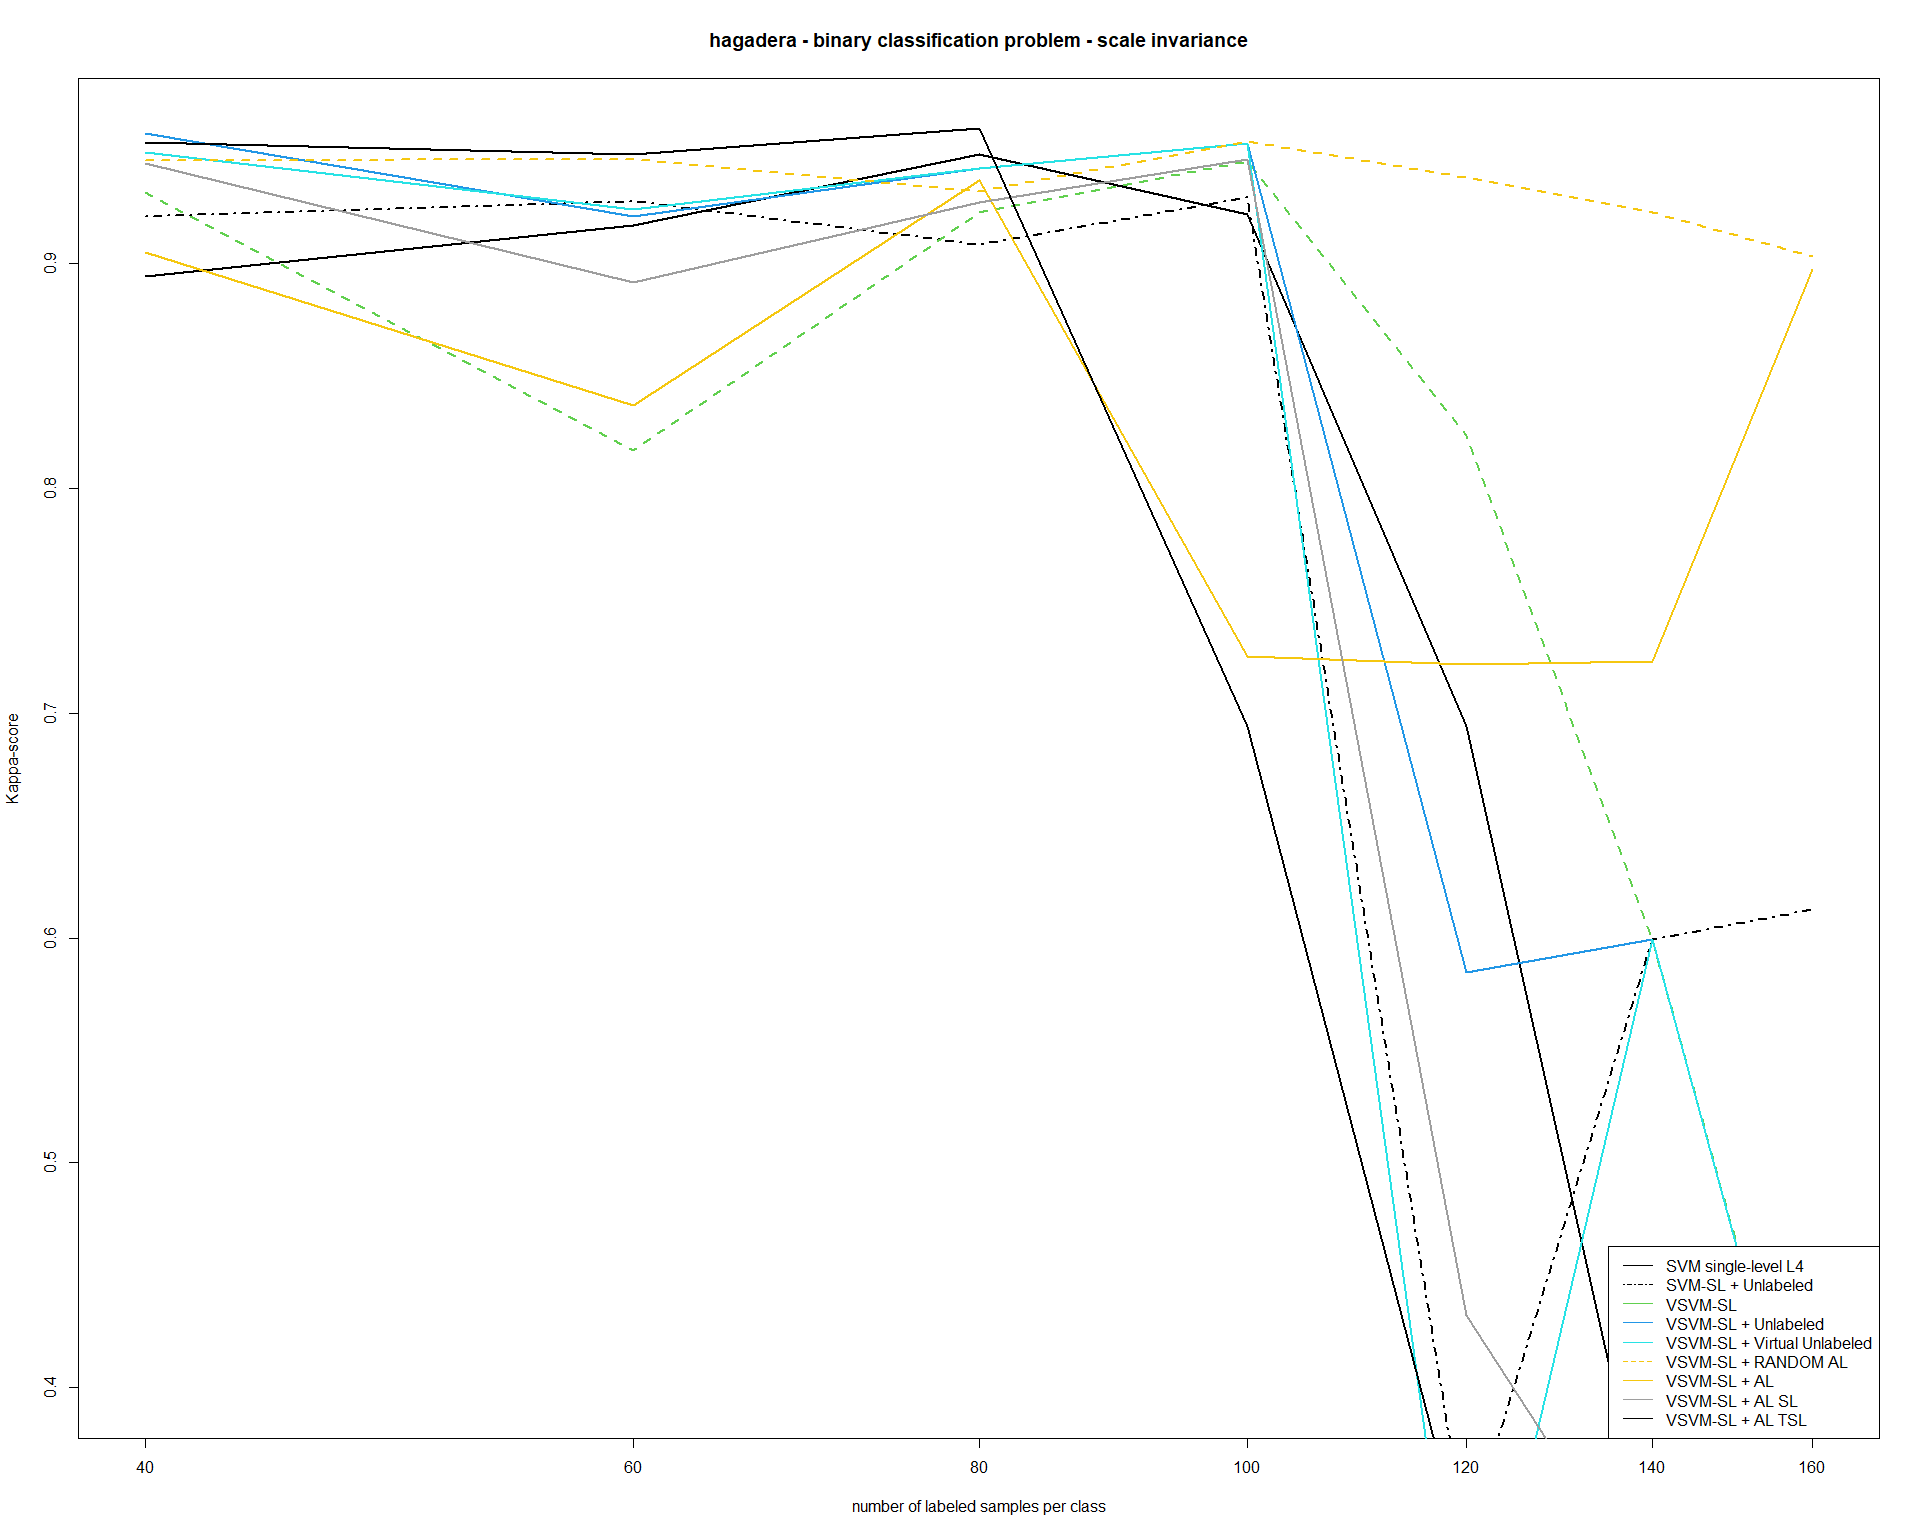 hagadera - binary classification problem - scale invariance
Kappa-score
0.9
0.8
0.7
0.6
0.5
0.4
SVM single-level L4
SVM-SL + Unlabeled
VSVM-SL
VSVM-SL + Unlabeled
VSVM-SL + Virtual Unlabeled
VSVM-SL + RANDOM AL
VSVM-SL + AL
VSVM-SL + AL SL
VSVM-SL + AL TSL
40 60 80 100 120 140 160
number of labeled samples per class